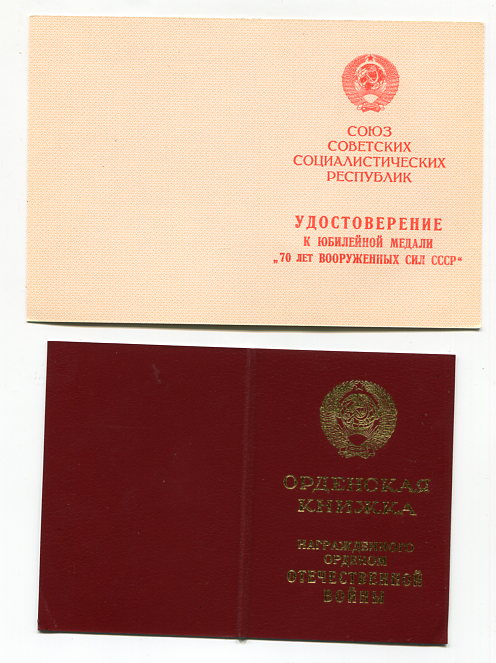 СОЮЗ
СОВЕТСКИХ
СОЦИАЛИСТИЧЕСКИХ
РЕСПУБЛИК
УДОСТОВЕРЕНИЕ
К ЮБИЛЕЙНОЙ МЕДАЛИ
„70 ЛЕТ ВООРУЖЕННЫХ СИЛ СССР“
ОРДЕНСКАЯ
КНИЖКА
НАГРАЖДЕННОГО
ОРДЕНОМ
ОТЕЧЕСТВЕННОЙ
ВОЙНЫ